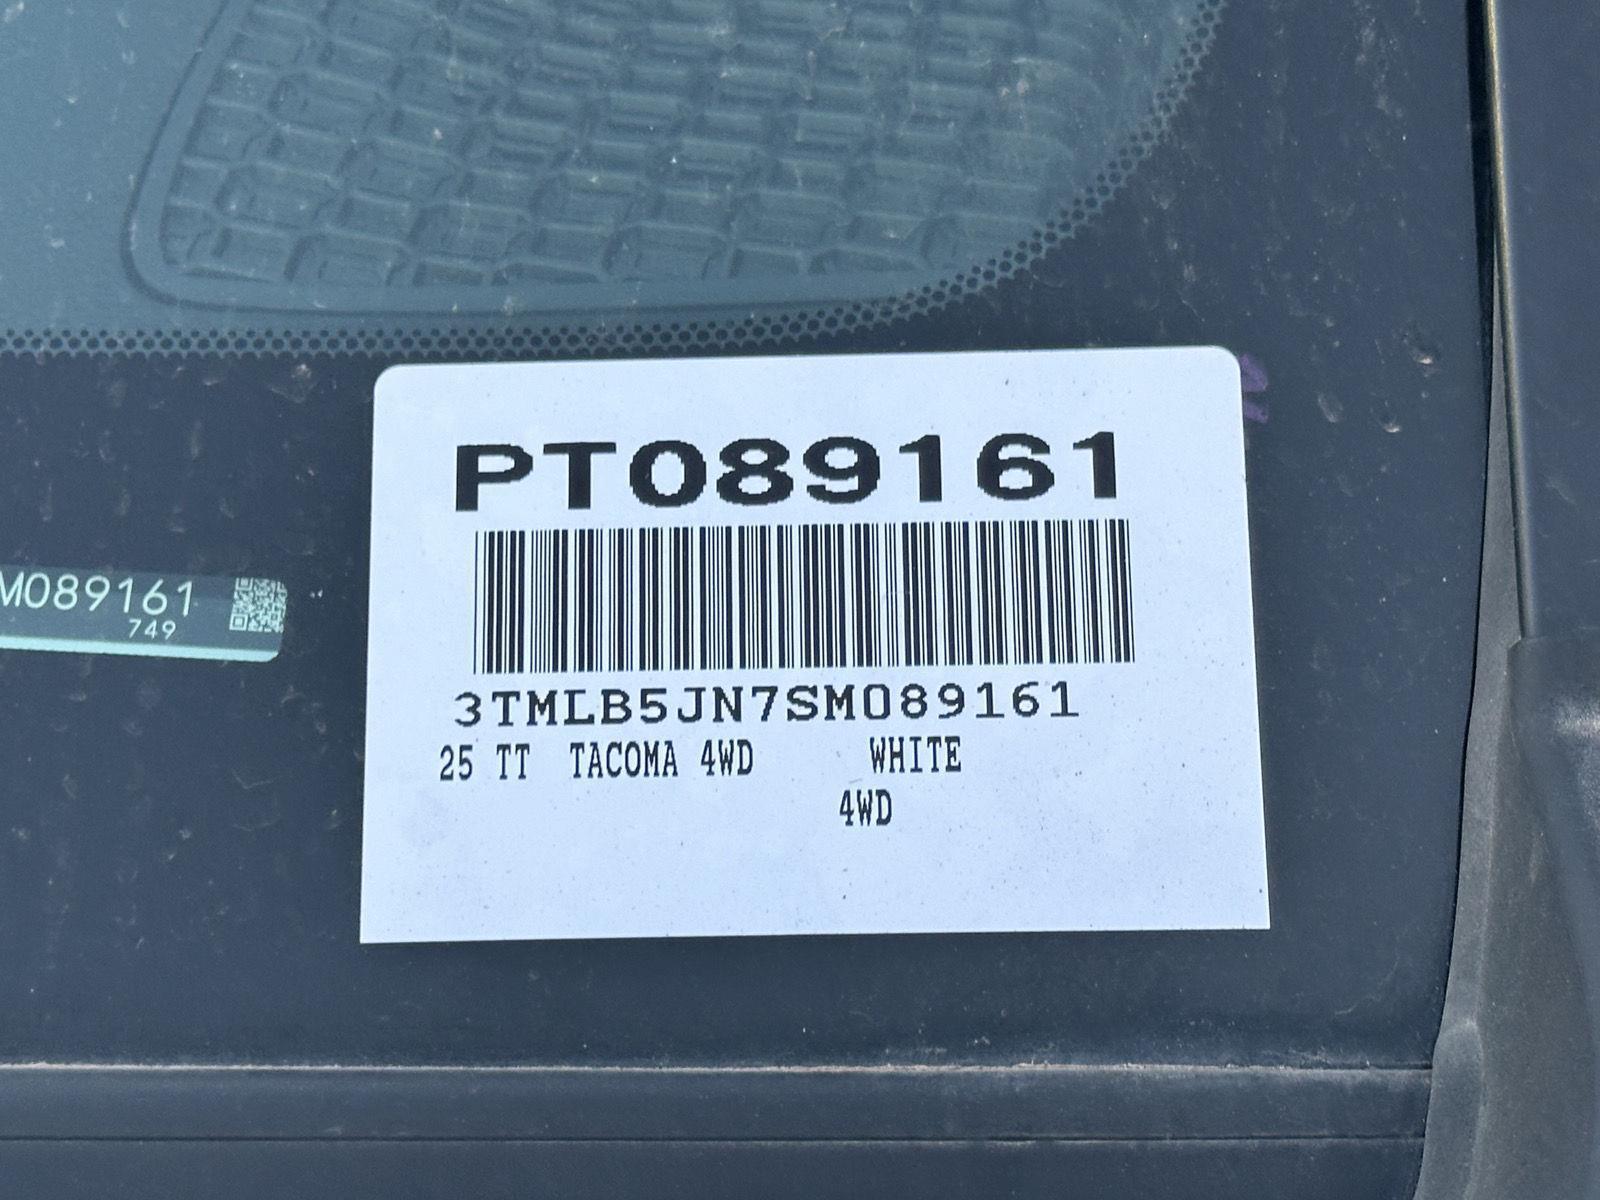 PT089161
3TMLB5JN7SM089161
25 TT TACOMA 4WD WHITE
4WD
M089161
749